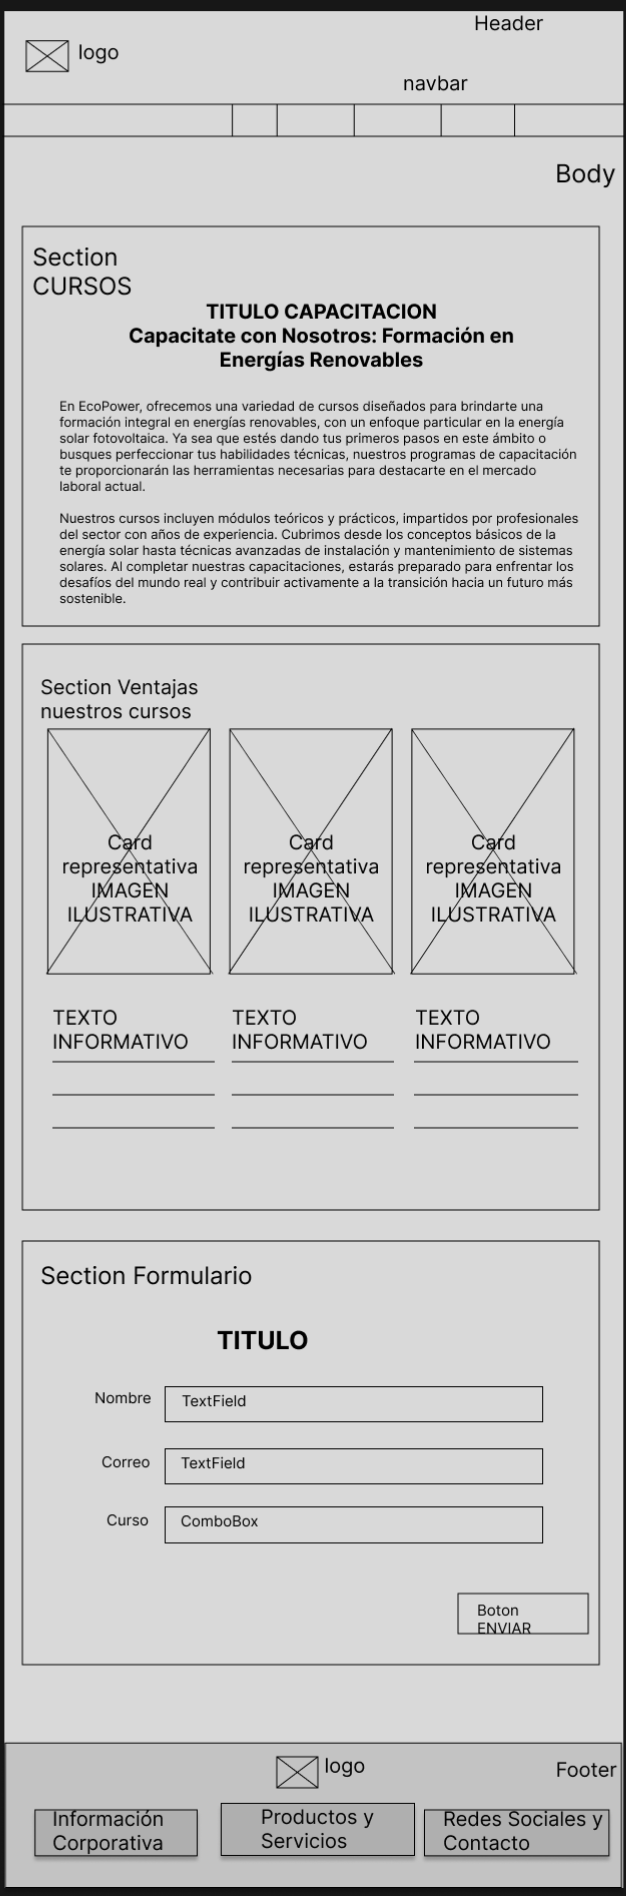 Header
logo
navbar
Body
Section
CURSOS
TITULO CAPACITACION
Capacitate con Nosotros: Formación en
Energías Renovables
En EcoPower, ofrecemos una variedad de cursos diseñados para brindarte una
formación integral en energías renovables, con un enfoque particular en la energía
solar fotovoltaica. Ya sea que estés dando tus primeros pasos en este ámbito o
busques perfeccionar tus habilidades técnicas, nuestros programas de capacitación
te proporcionarán las herramientas necesarias para destacarte en el mercado
laboral actual.
Nuestros cursos incluyen módulos teóricos y prácticos, impartidos por profesionales
del sector con años de experiencia. Cubrimos desde los conceptos básicos de la
energía solar hasta técnicas avanzadas de instalación y mantenimiento de sistemas
solares. Al completar nuestras capacitaciones, estarás preparado para enfrentar los
desafíos del mundo real y contribuir activamente a la transición hacia un futuro más
sostenible.
Section Ventajas
nuestros cursos
Card
representativa
IMAGEN
ILUSTRATIVA
Card
representativa
IMAGEN
ILUSTRATIVA
Card
representativa
IMAGEN
ILUSTRATIVA
TEXTO
INFORMATIVO
TEXTO
INFORMATIVO
TEXTO
INFORMATIVO
Section Formulario
TITULO
Nombre TextField
Correo TextField
Curso ComboBox
Boton
ENVIAR
logo
Footer
Información
Corporativa
Productos y
Servicios
Redes Sociales y
Contacto